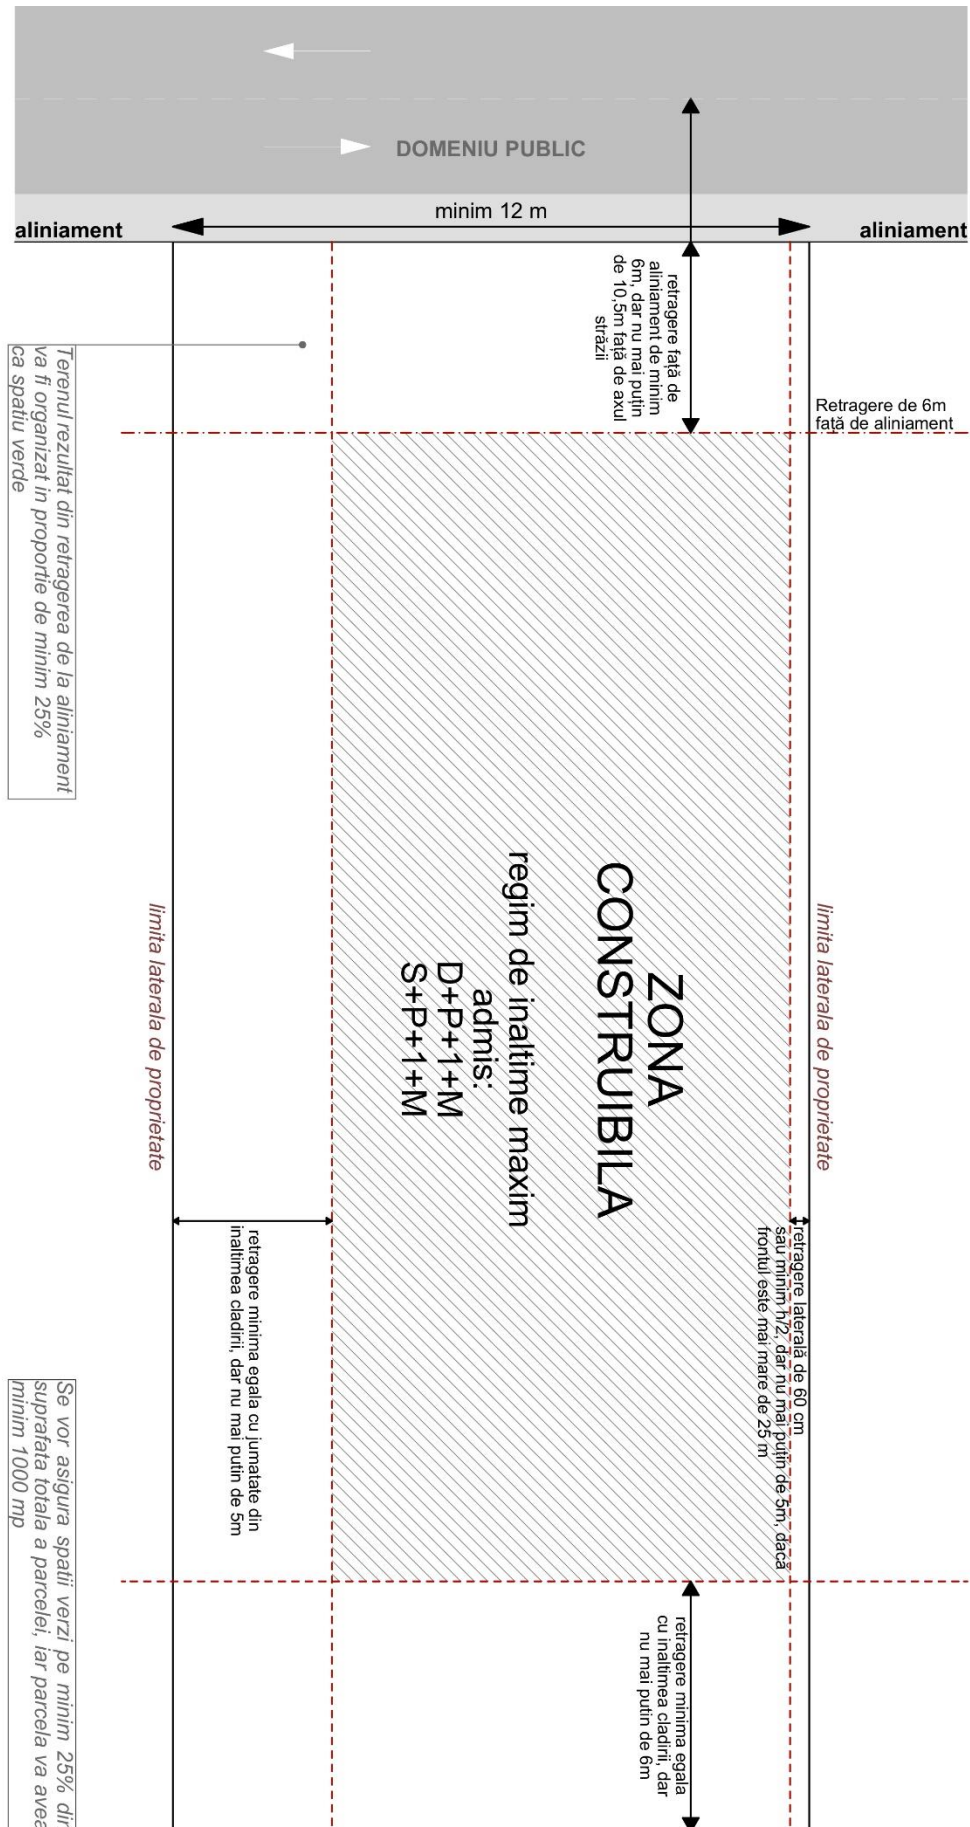 DOMENIU PUBLIC
minim 12 m
aliniament
aliniament
retragere față de
aliniament de minim
6m, dar nu mai puțin
de 10,5m față de axul
străzii
Retragere de 6m
față de aliniament
Terenul rezultat din retragerea de la aliniament
va fi organizat in proportie de minim 25%
ca spatiu verde
ZONA
CONSTRUIBILA
regim de inaltime maxim
admis:
D+P+1+M
S+P+1+M
limita laterala de proprietate
limita laterala de proprietate
retragere laterală de 60 cm
sau minim h/2, dar nu mai puțin de 5m, dacă
frontul este mai mare de 25 m
retragere minima egala cu jumatate din
inaltimea cladirii, dar nu mai putin de 5m
retragere minima egala
cu inaltimea cladirii, dar
nu mai putin de 6m
Se vor asigura spatii verzi pe minim 25% din
suprafata totala a parcelei, iar parcela va avea
minim 1000 mp